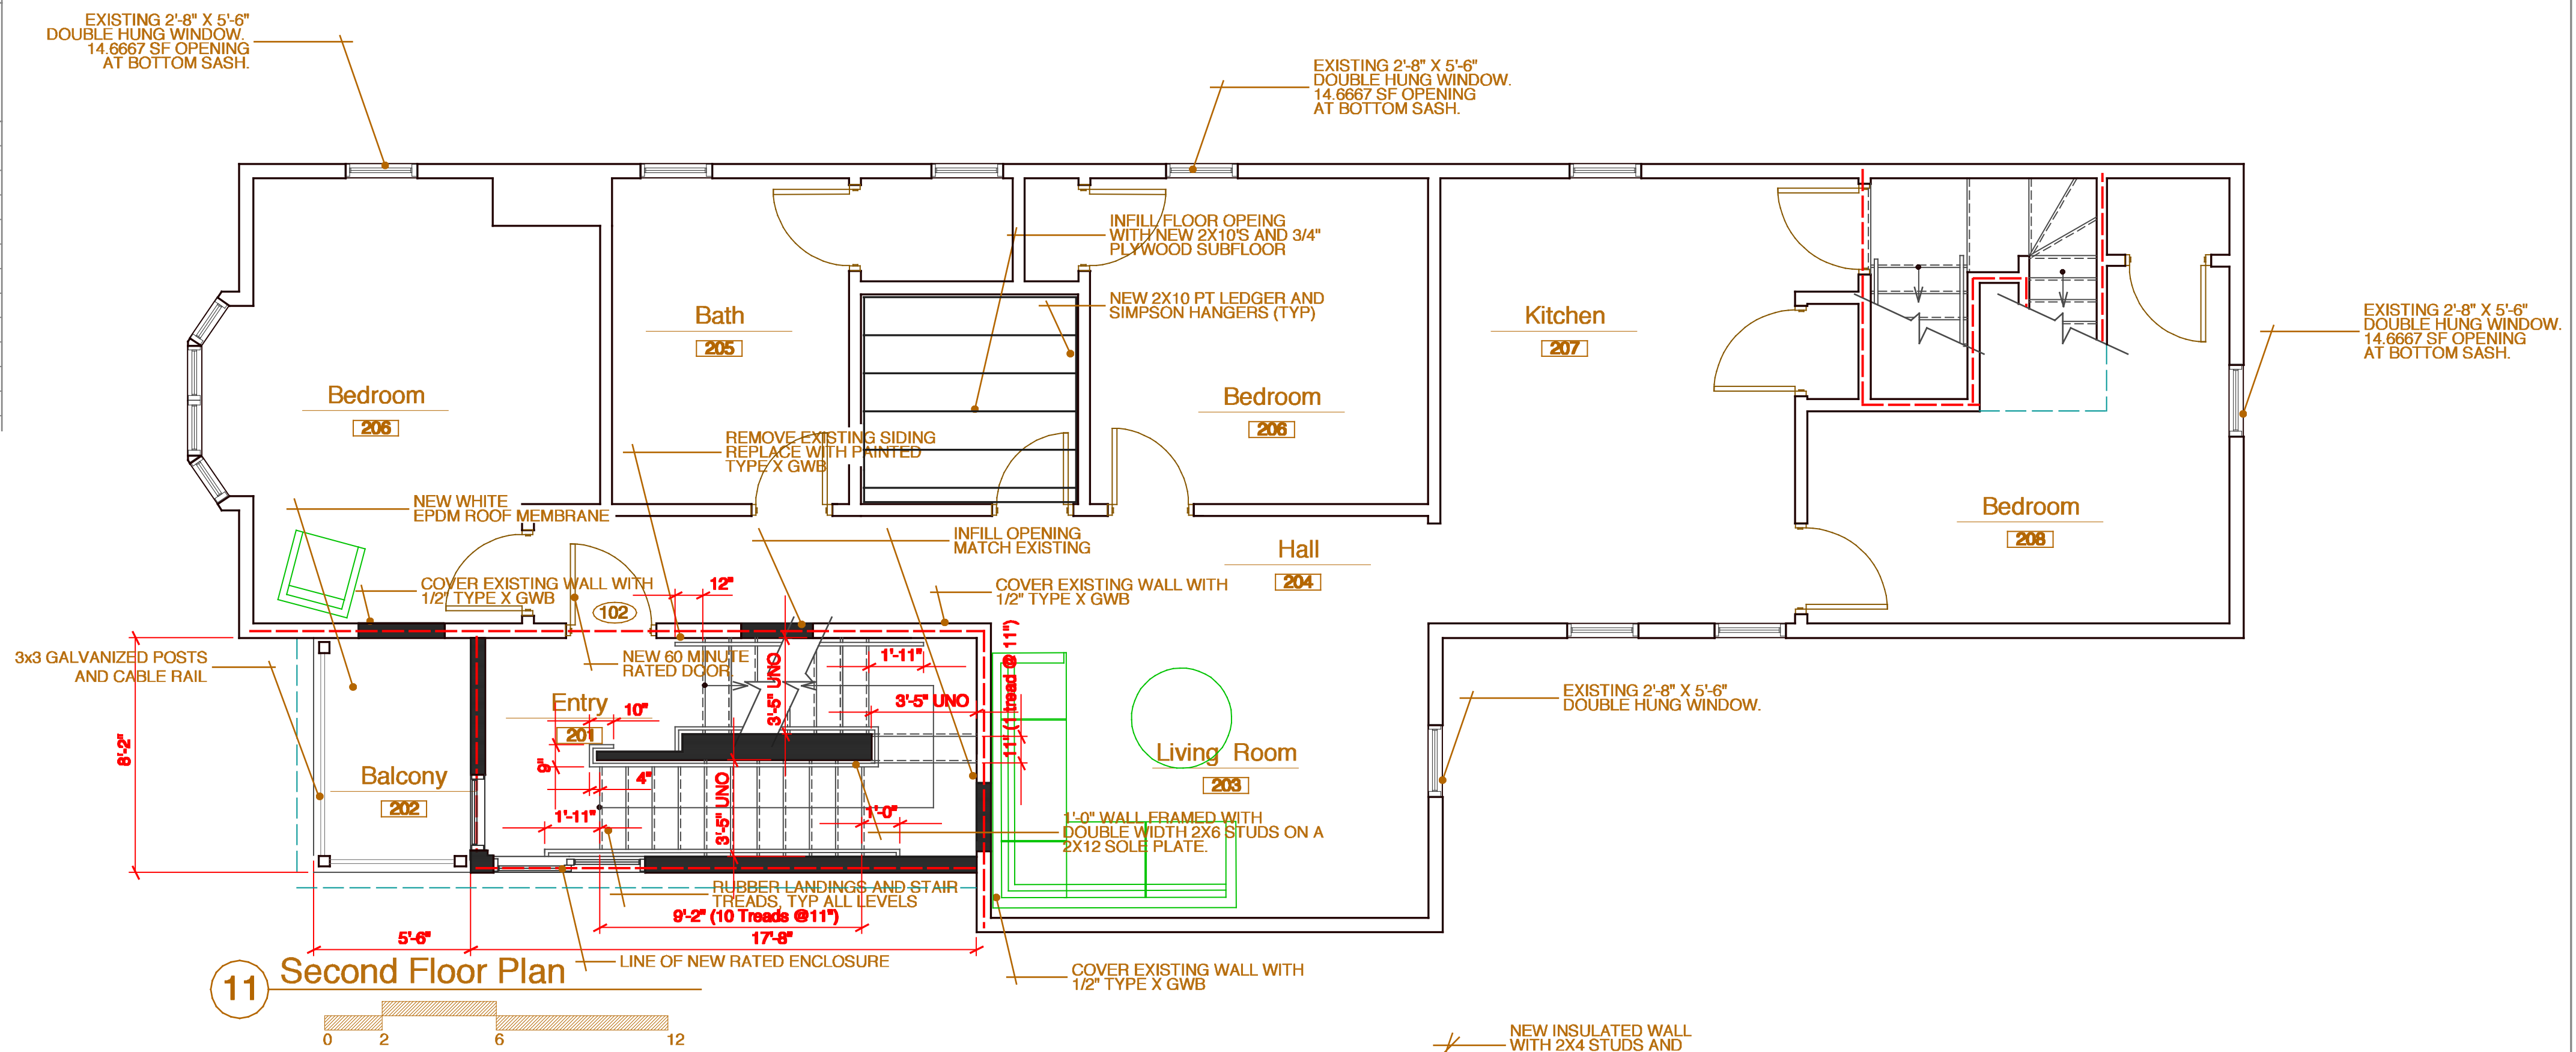 EXISTING 2'-8" X 5'-6"
DOUBLE HUNG WINDOW.
14.6667 SF OPENING
AT BOTTOM SASH.
EXISTING 2'-8" X 5'-6"
DOUBLE HUNG WINDOW.
14.6667 SF OPENING
AT BOTTOM SASH.
INFILL FLOOR OPEING
WITH NEW 2X10'S AND 3/4"
PLYWOOD SUBFLOOR
NEW 2X10 PT LEDGER AND
SIMPSON HANGERS (TYP)
EXISTING 2'-8" X 5'-6"
DOUBLE HUNG WINDOW.
14.6667 SF OPENING
AT BOTTOM SASH.
Bath
205
Kitchen
207
Bedroom
206
Bedroom
206
REMOVE EXISTING SIDING
REPLACE WITH PAINTED
TYPE X GWB
NEW WHITE
EPDM ROOF MEMBRANE
Bedroom
208
INFILL OPENING
MATCH EXISTING
Hall
204
COVER EXISTING WALL WITH
1/2" TYPE X GWB
12"
COVER EXISTING WALL WITH
1/2" TYPE X GWB
102
3x3 GALVANIZED POSTS
AND CABLE RAIL
NEW 60 MINUTE
RATED DOOR.
3'-5" UNO
1'-11"
11" (1 tread @ 11")
3'-5" UNO
EXISTING 2'-8" X 5'-6"
DOUBLE HUNG WINDOW.
Entry
201
10"
8'-2"
9"
4"
Living Room
203
Balcony
202
1'-11"
3'-5" UNO
1'-0"
1'-0" WALL FRAMED WITH
DOUBLE WIDTH 2X6 STUDS ON A
2X12 SOLE PLATE.
RUBBER LANDINGS AND STAIR
TREADS, TYP ALL LEVELS
9'-2" (10 Treads @11")
5'-6"
17'-8"
LINE OF NEW RATED ENCLOSURE
COVER EXISTING WALL WITH
1/2" TYPE X GWB
11
Second Floor Plan
0 2 6 12
NEW INSULATED WALL
WITH 2X4 STUDS AND